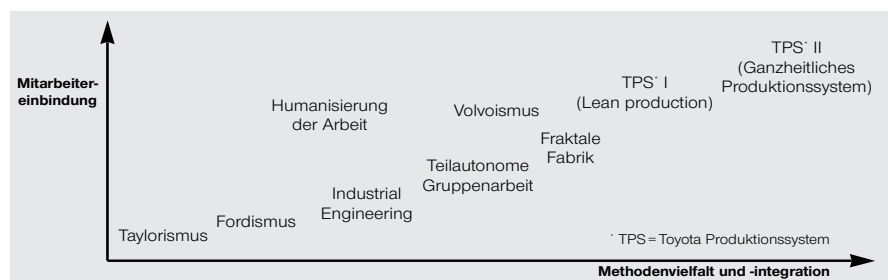 TPS* II
(Ganzheitliches
Produktionssystem)
Mitarbeiter-
einbindung
TPS* I
(Lean production)
Humanisierung
der Arbeit
Volvoismus
Fraktale
Fabrik
Teilautonome
Gruppenarbeit
Industrial
Engineering
Fordismus
Taylorismus
* TPS = Toyota Produktionssystem
Methodenvielfalt und -integration